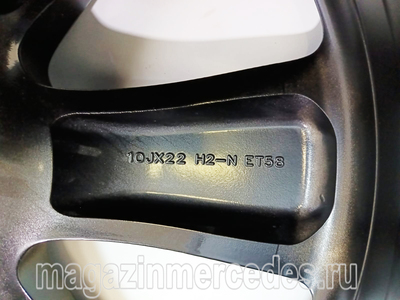 10JX22 H2-N ET58
magazinmercedes.ru